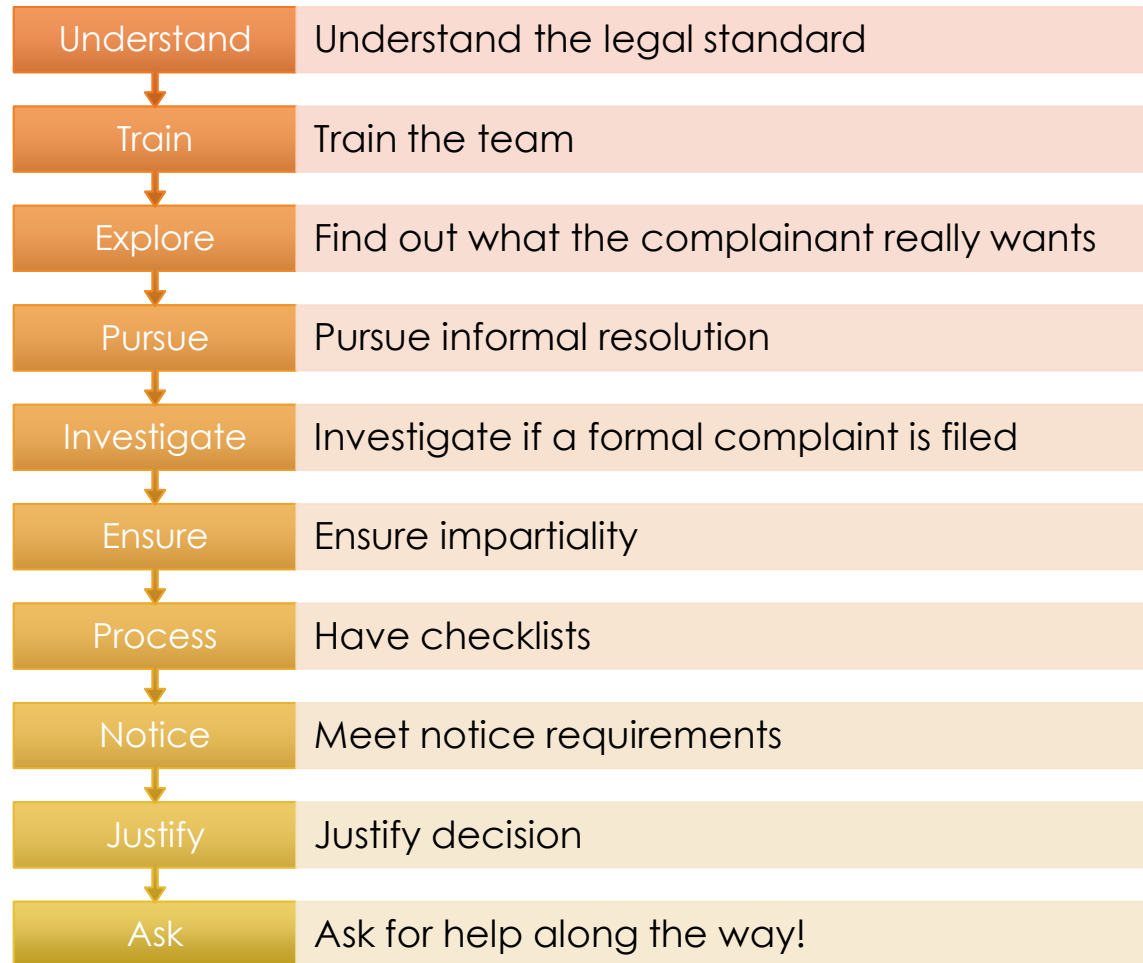 Understand
Understand the legal standard
Train
Train the team
Explore
Find out what the complainant really wants
Pursue
Pursue informal resolution
Investigate
Investigate if a formal complaint is filed
Ensure
Ensure impartiality
Process
Have checklists
Notice
Meet notice requirements
Justify
Justify decision
Ask
Ask for help along the way!